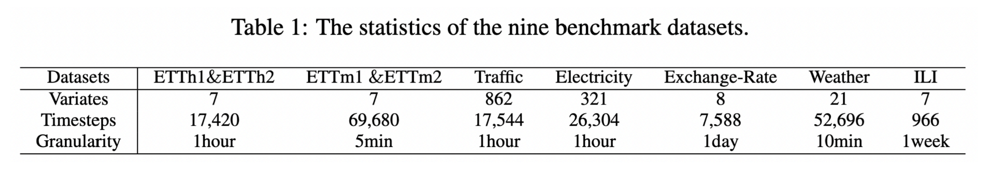 Table 1: The statistics of the nine benchmark datasets.
Datasets ETTh1&ETTh2 ETTm1 &ETTm2 Traffic Electricity Exchange-Rate Weather ILI
Variates 7 7 862 321 8 21 7
Timesteps 17,420 69,680 17,544 26,304 7,588 52,696 966
Granularity 1hour 5min 1hour 1hour 1day 10min 1week